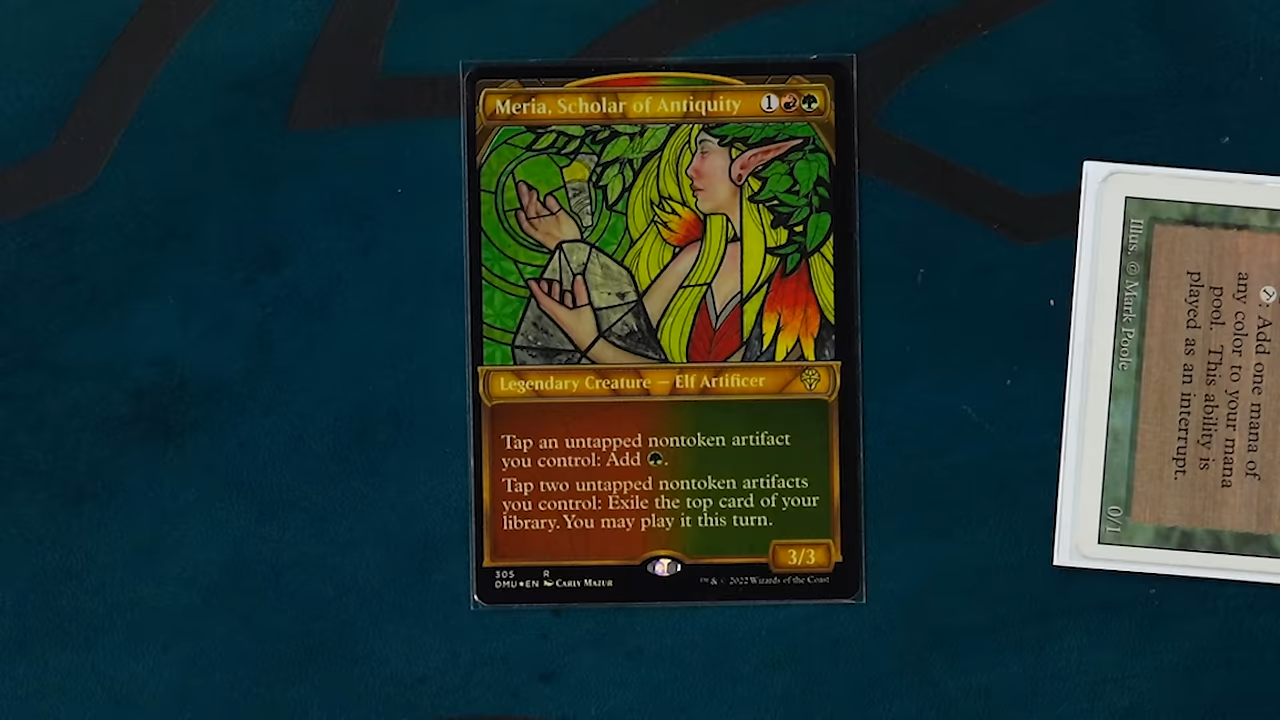 Meria, Scholar of Antiquity 1
Legendary Creature — Elf Artificer
Tap an untapped nontoken artifact
you control: Add .
Tap two untapped nontoken artifacts
you control: Exile the top card of your
library. You may play it this turn.
3/3
305 R
DMU★EN Carly Mazur
™ & © 2022 Wizards of the Coast
: Add one mana of
any color to your mana
pool. This ability is
played as an interrupt.
Illus. © Mark Poole
0/1